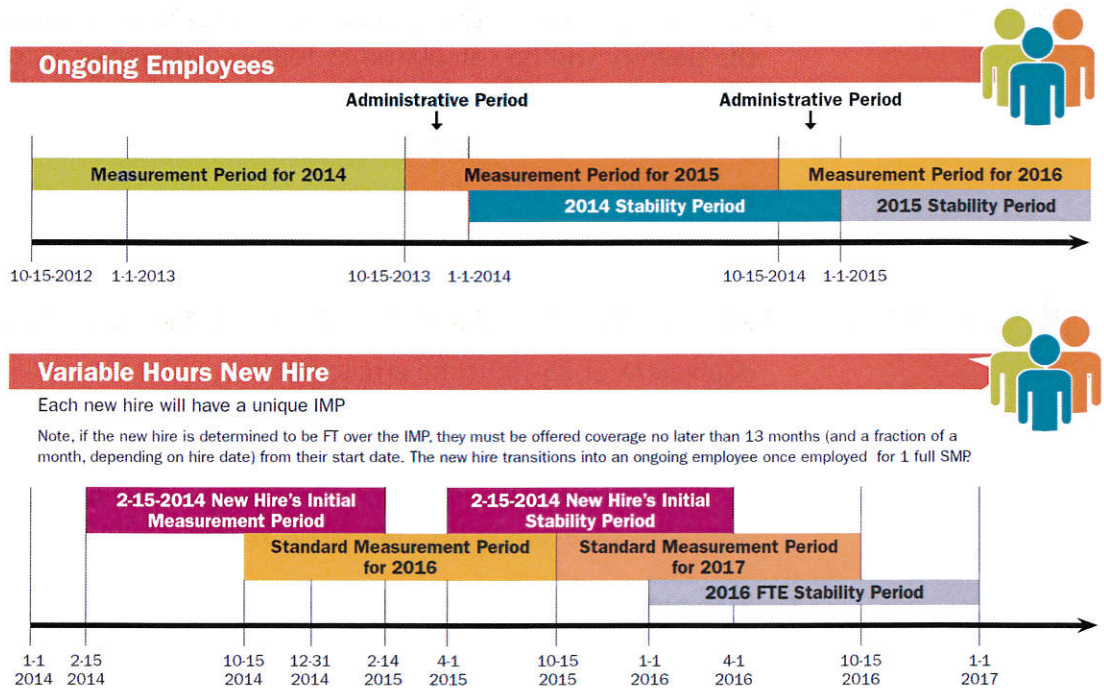 Ongoing Employees
Administrative Period
Administrative Period
Measurement Period for 2014
Measurement Period for 2015
Measurement Period for 2016
2014 Stability Period
2015 Stability Period
10-15-2012
1-1-2013
10-15-2013
1-1-2014
10-15-2014
1-1-2015
Variable Hours New Hire
Each new hire will have a unique IMP
Note, if the new hire is determined to be FT over the IMP, they must be offered coverage no later than 13 months (and a fraction of a
month, depending on hire date) from their start date. The new hire transitions into an ongoing employee once employed for 1 full SMP.
2-15-2014 New Hire's Initial
Measurement Period
2-15-2014 New Hire's Initial
Stability Period
Standard Measurement Period
for 2016
Standard Measurement Period
for 2017
2016 FTE Stability Period
1-1
2014
2-15
2014
10-15
2014
12-31
2014
2-14
2015
4-1
2015
10-15
2015
1-1
2016
4-1
2016
10-15
2016
1-1
2017